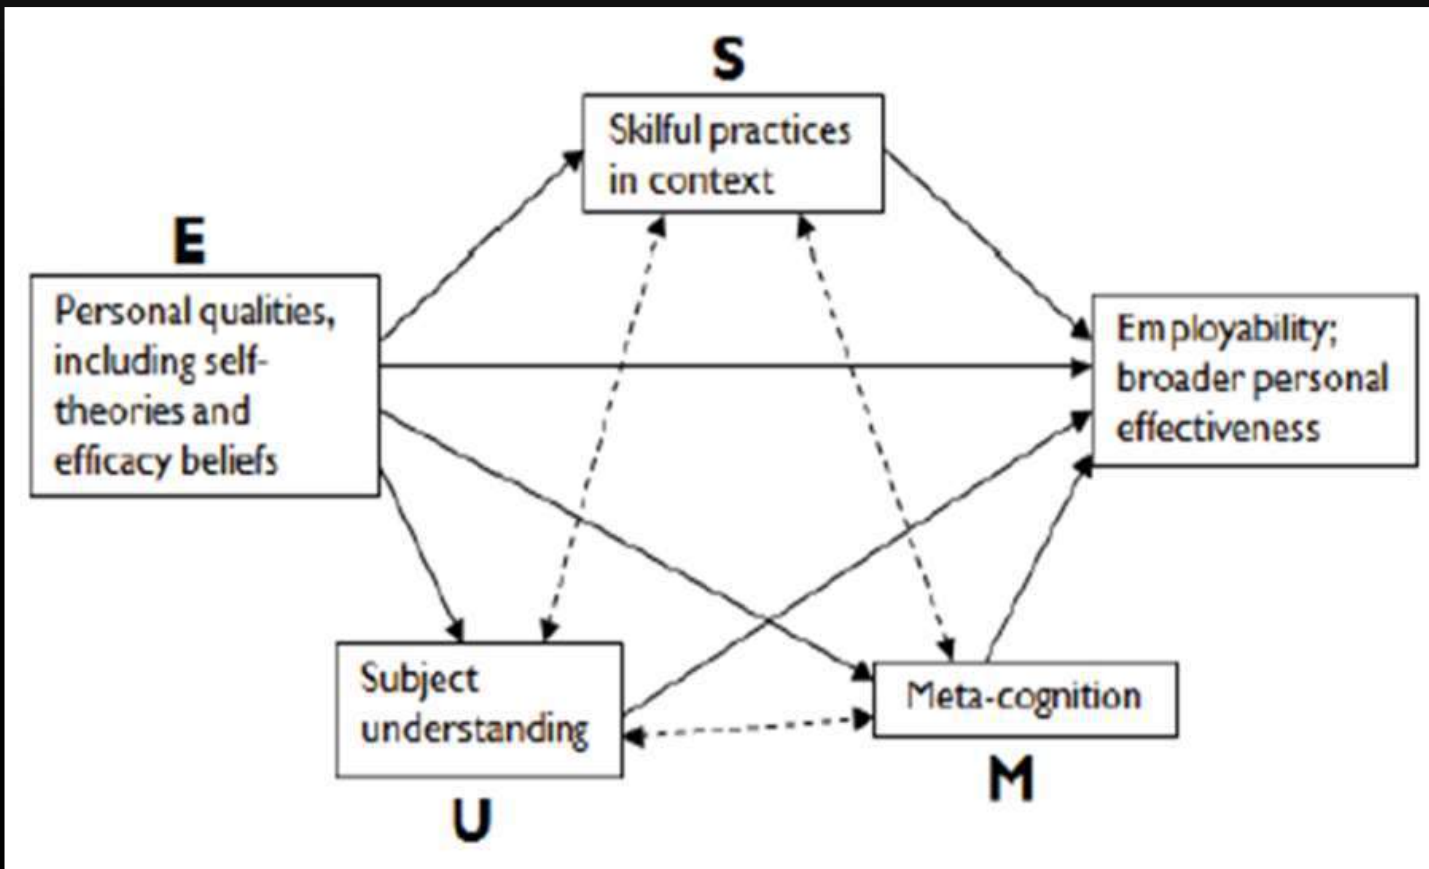 S
Skilful practices
in context
E
Personal qualities,
including self-
theories and
efficacy beliefs
Employability;
broader personal
effectiveness
Subject
understanding
U
Meta-cognition
M